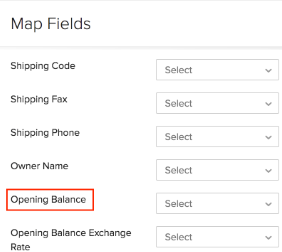 Map Fields
Shipping Code Select
Shipping Fax Select
Shipping Phone Select
Owner Name Select
Opening Balance Select
Opening Balance Exchange
Rate Select